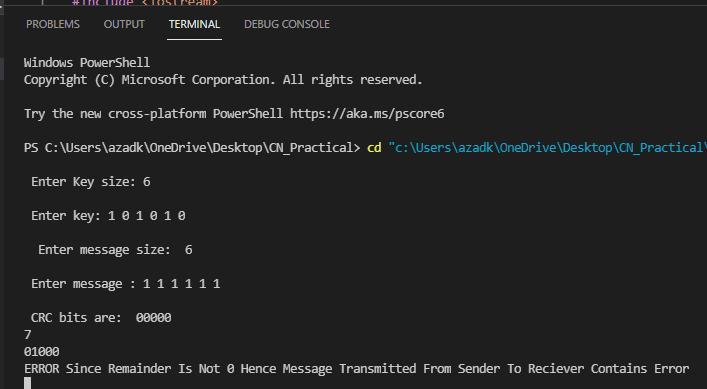 #include <iostream>
PROBLEMS OUTPUT TERMINAL DEBUG CONSOLE
Windows PowerShell
Copyright (C) Microsoft Corporation. All rights reserved.
Try the new cross-platform PowerShell https://aka.ms/pscore6
PS C:\Users\azadk\OneDrive\Desktop\CN_Practical> cd "c:\Users\azadk\OneDrive\Desktop\CN_Practical\
Enter Key size: 6
Enter key: 1 0 1 0 1 0
Enter message size:  6
Enter message : 1 1 1 1 1 1
CRC bits are:  00000
7
01000
ERROR Since Remainder Is Not 0 Hence Message Transmitted From Sender To Reciever Contains Error